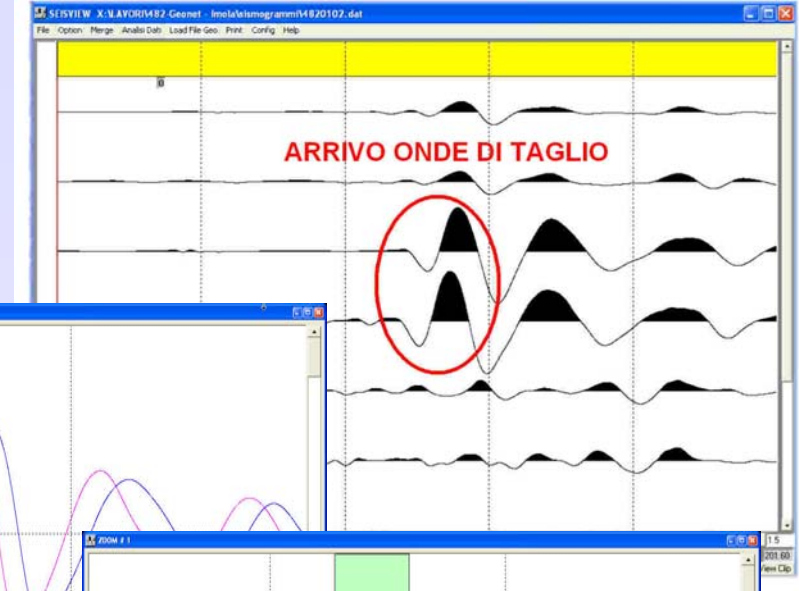 SEISVIEW X:\LAVORI\482-Geonet - Imola\sismogrammi\4820102.dat
File Option Merge Analisi Dati Load File Geo Print Config Help
0
ARRIVO ONDE DI TAGLIO
ZOOM # 1
1.5
201.60
View Clip